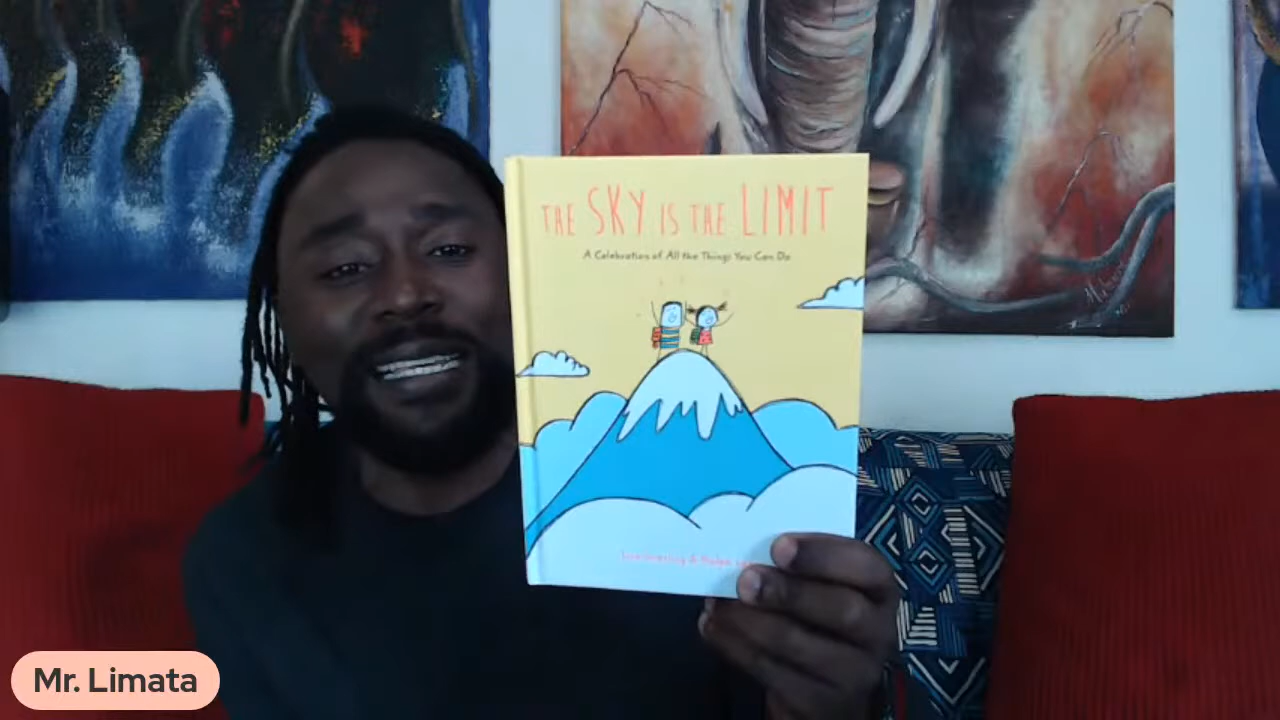 THE SKY IS THE LIMIT
A Celebration of All the Things You Can Do
Mr. Limata